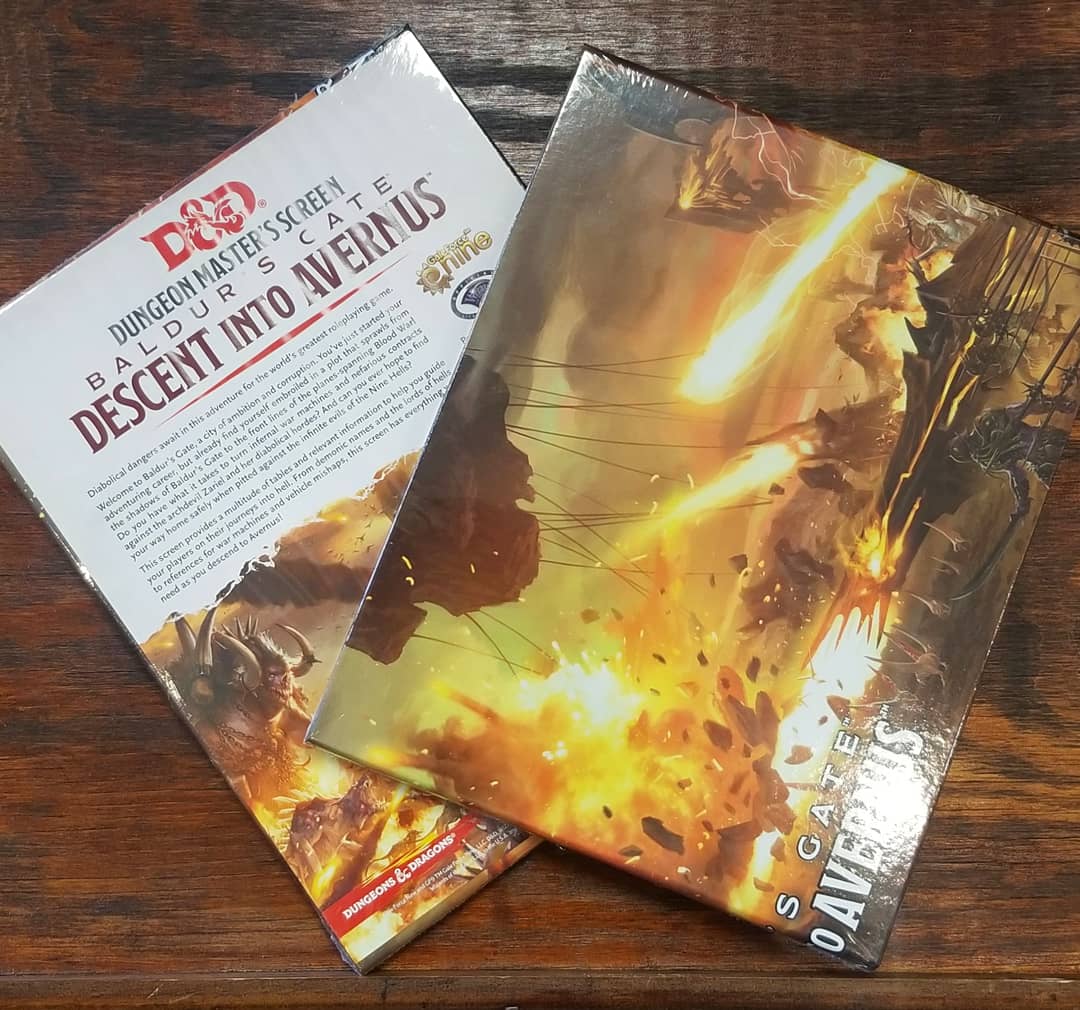 D&D®
DUNGEON MASTER'S SCREEN
BALDUR'S GATE
DESCENT INTO AVERNUS™
Gale Force nine
Diabolical dangers await in this adventure for the world's greatest roleplaying game.
Welcome to Baldur's Gate, a city of ambition and corruption. You've just started your
adventuring career, but already find yourself embroiled in a plot that sprawls from
the shadows of Baldur's Gate to the front lines of the planes-spanning Blood War!
Do you have what it takes to turn infernal war machines and nefarious contracts
against the archdevil Zariel and her diabolical hordes? And can you ever hope to find
your way home safely when pitted against the infinite evils of the Nine Hells?
This screen provides a multitude of tables and relevant information to help you guide
your players on their journeys into hell. From demonic names and the lords of hell
to references for war machines and vehicle mishaps, this screen has everything
need as you descend to Avernus!
DUNGEONS & DRAGONS®
'S GATE™
O AVERNUS™